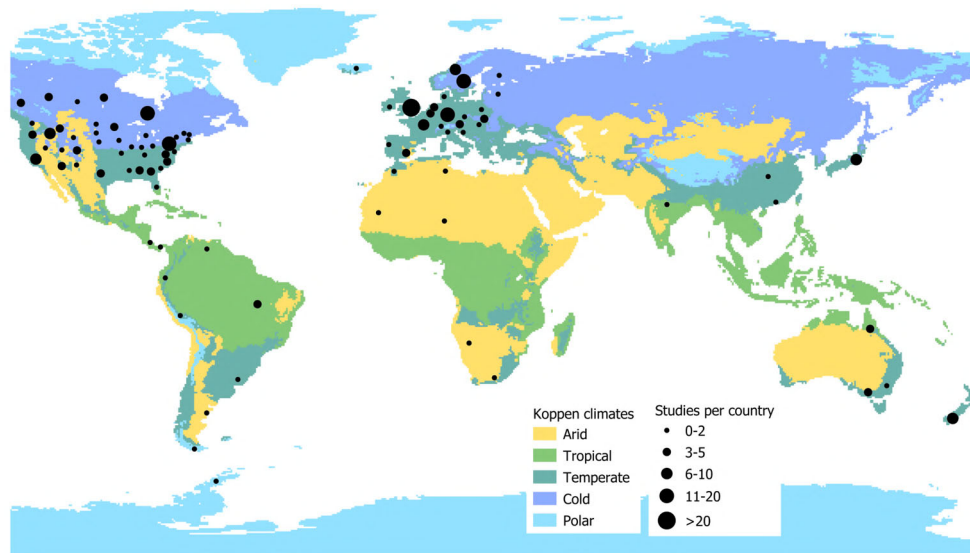 Koppen climates
Arid
Tropical
Temperate
Cold
Polar
Studies per country
0-2
3-5
6-10
11-20
>20